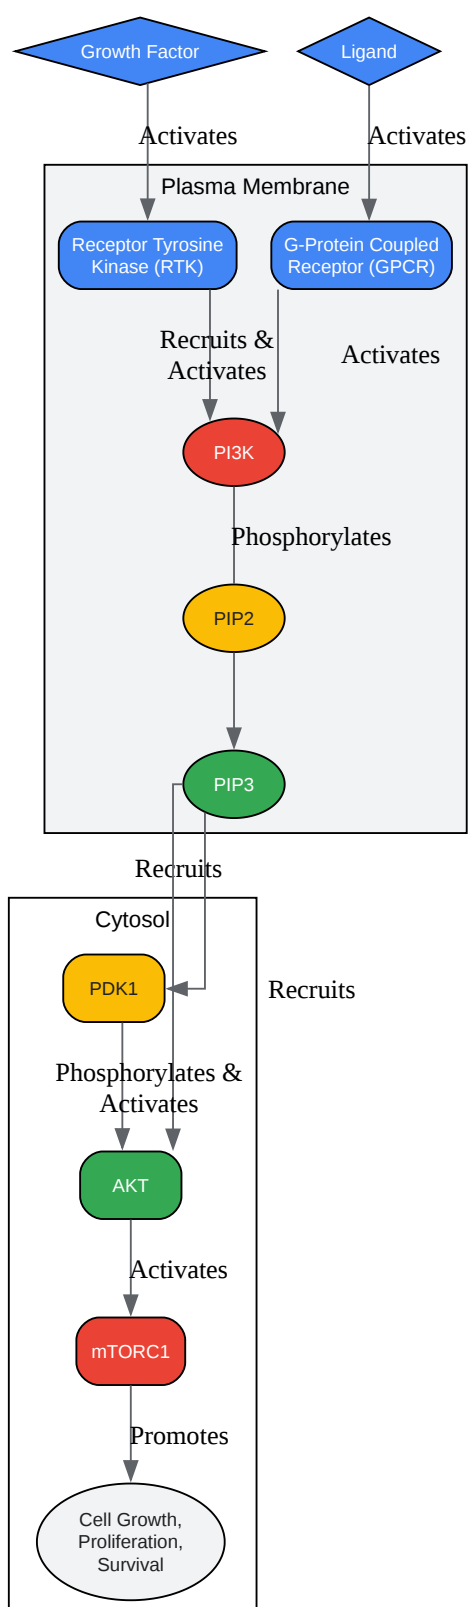 Growth Factor
Ligand
Activates
Activates
Plasma Membrane
Receptor Tyrosine
Kinase (RTK)
G-Protein Coupled
Receptor (GPCR)
Recruits &
Activates
Activates
PI3K
Phosphorylates
PIP2
PIP3
Recruits
Cytosol
PDK1
Recruits
Phosphorylates &
Activates
AKT
Activates
mTORC1
Promotes
Cell Growth,
Proliferation,
Survival